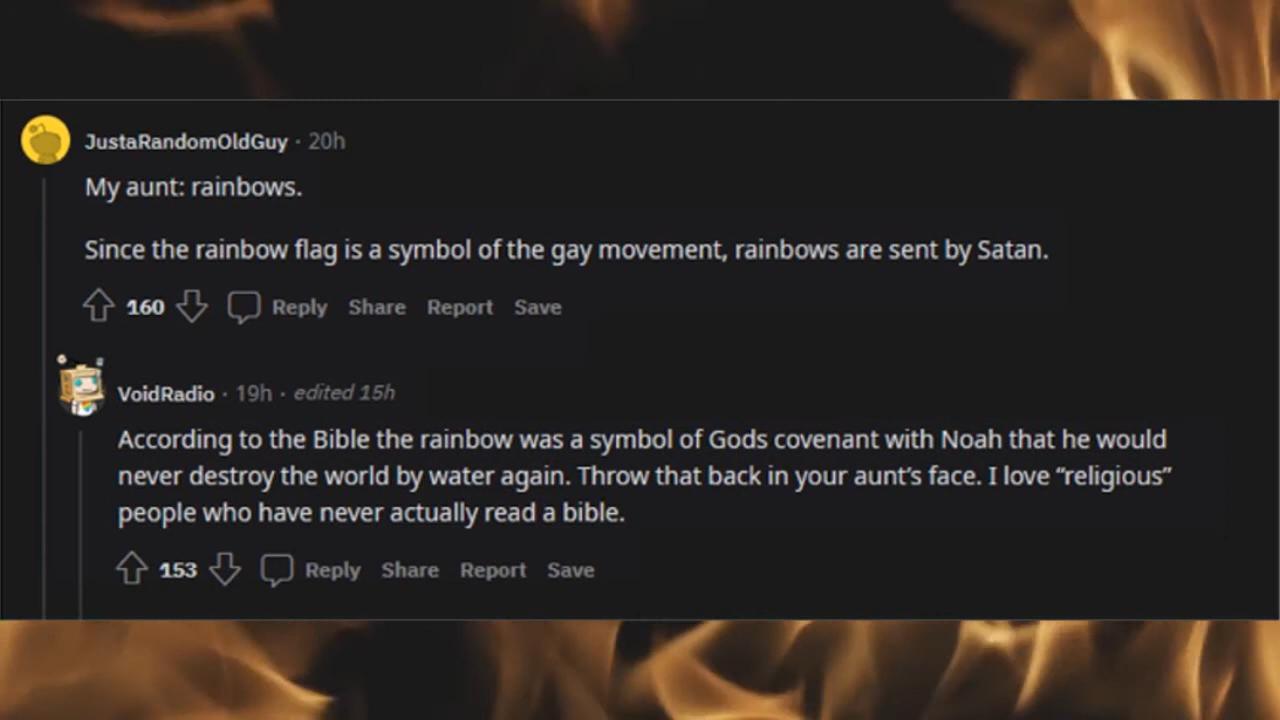 JustaRandomOldGuy · 20h
My aunt: rainbows.
Since the rainbow flag is a symbol of the gay movement, rainbows are sent by Satan.
160 Reply Share Report Save
VoidRadio · 19h · edited 15h
According to the Bible the rainbow was a symbol of Gods covenant with Noah that he would
never destroy the world by water again. Throw that back in your aunt’s face. I love “religious”
people who have never actually read a bible.
153 Reply Share Report Save